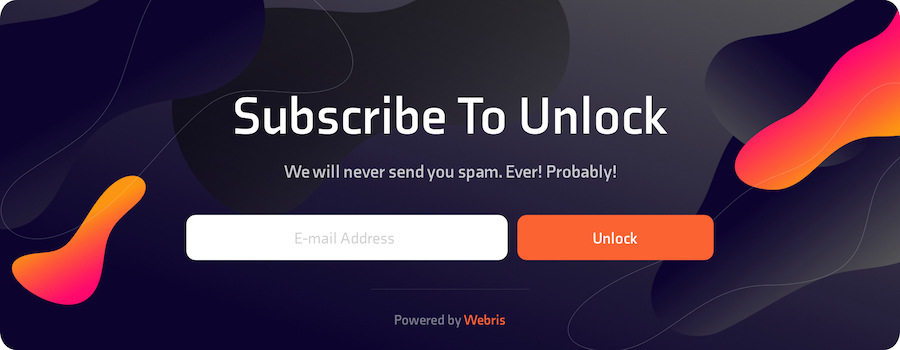 Subscribe To Unlock
We will never send you spam. Ever! Probably!
E-mail Address
Unlock
Powered by Webris